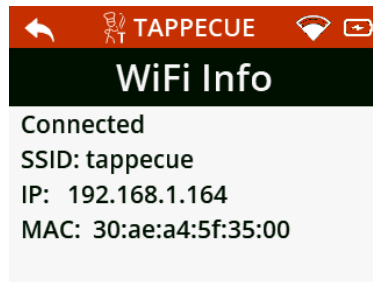 TAPPECUE
WiFi Info
Connected
SSID: tappecue
IP: 192.168.1.164
MAC: 30:ae:a4:5f:35:00